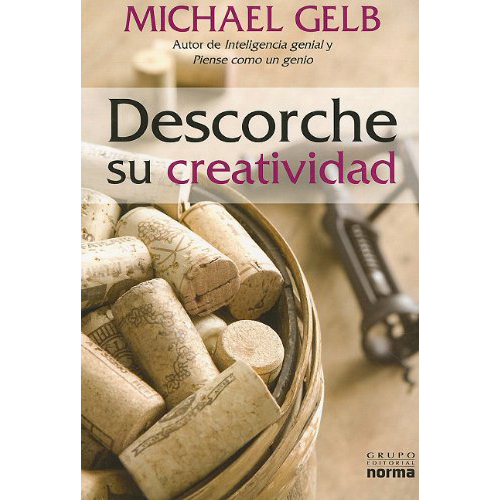 MICHAEL GELB
Autor de Inteligencia genial y
Piense como un genio
Descorche
su creatividad
GRUPO
EDITORIAL
norma